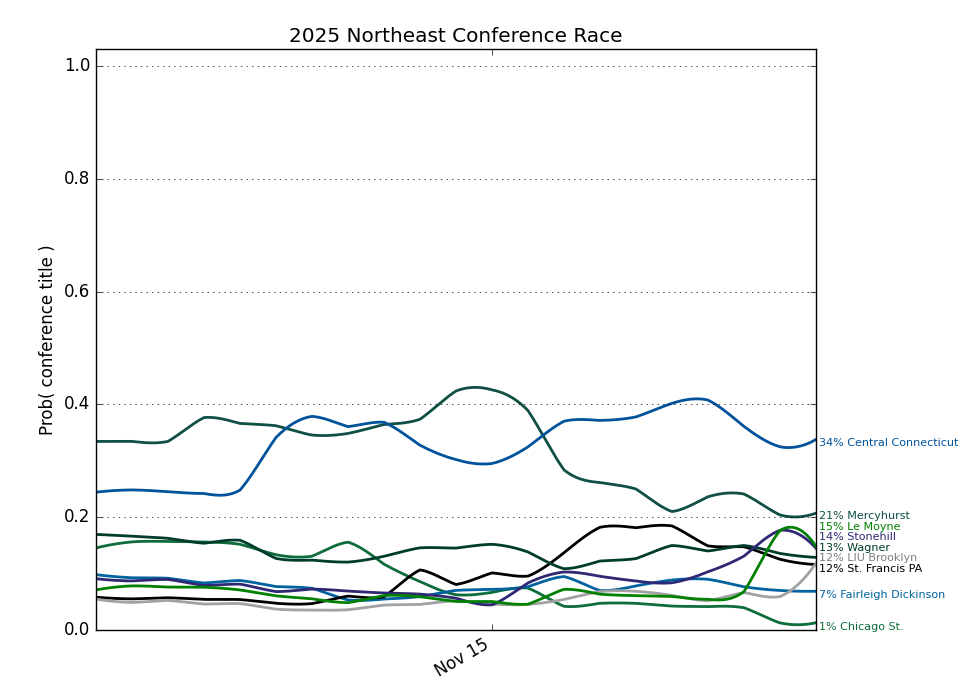 2025 Northeast Conference Race
1.0
0.8
0.6
0.4
0.2
0.0
Prob( conference title )
Nov 15
34% Central Connecticut
21% Mercyhurst
15% Le Moyne
14% Stonehill
13% Wagner
12% LIU Brooklyn
12% St. Francis PA
7% Fairleigh Dickinson
1% Chicago St.